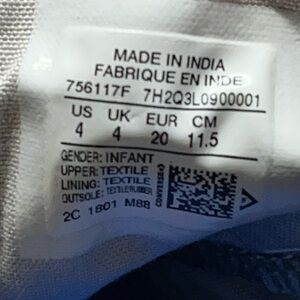 MADE IN INDIA
FABRIQUE EN INDE
756117F 7H2Q3L0900001
US UK EUR CM
4 4 20 11.5
GENDER: INFANT
UPPER: TEXTILE
LINING: TEXTILE
OUTSOLE: TEXTILE/RUBBER
CONVERSE
2C 1801 M88